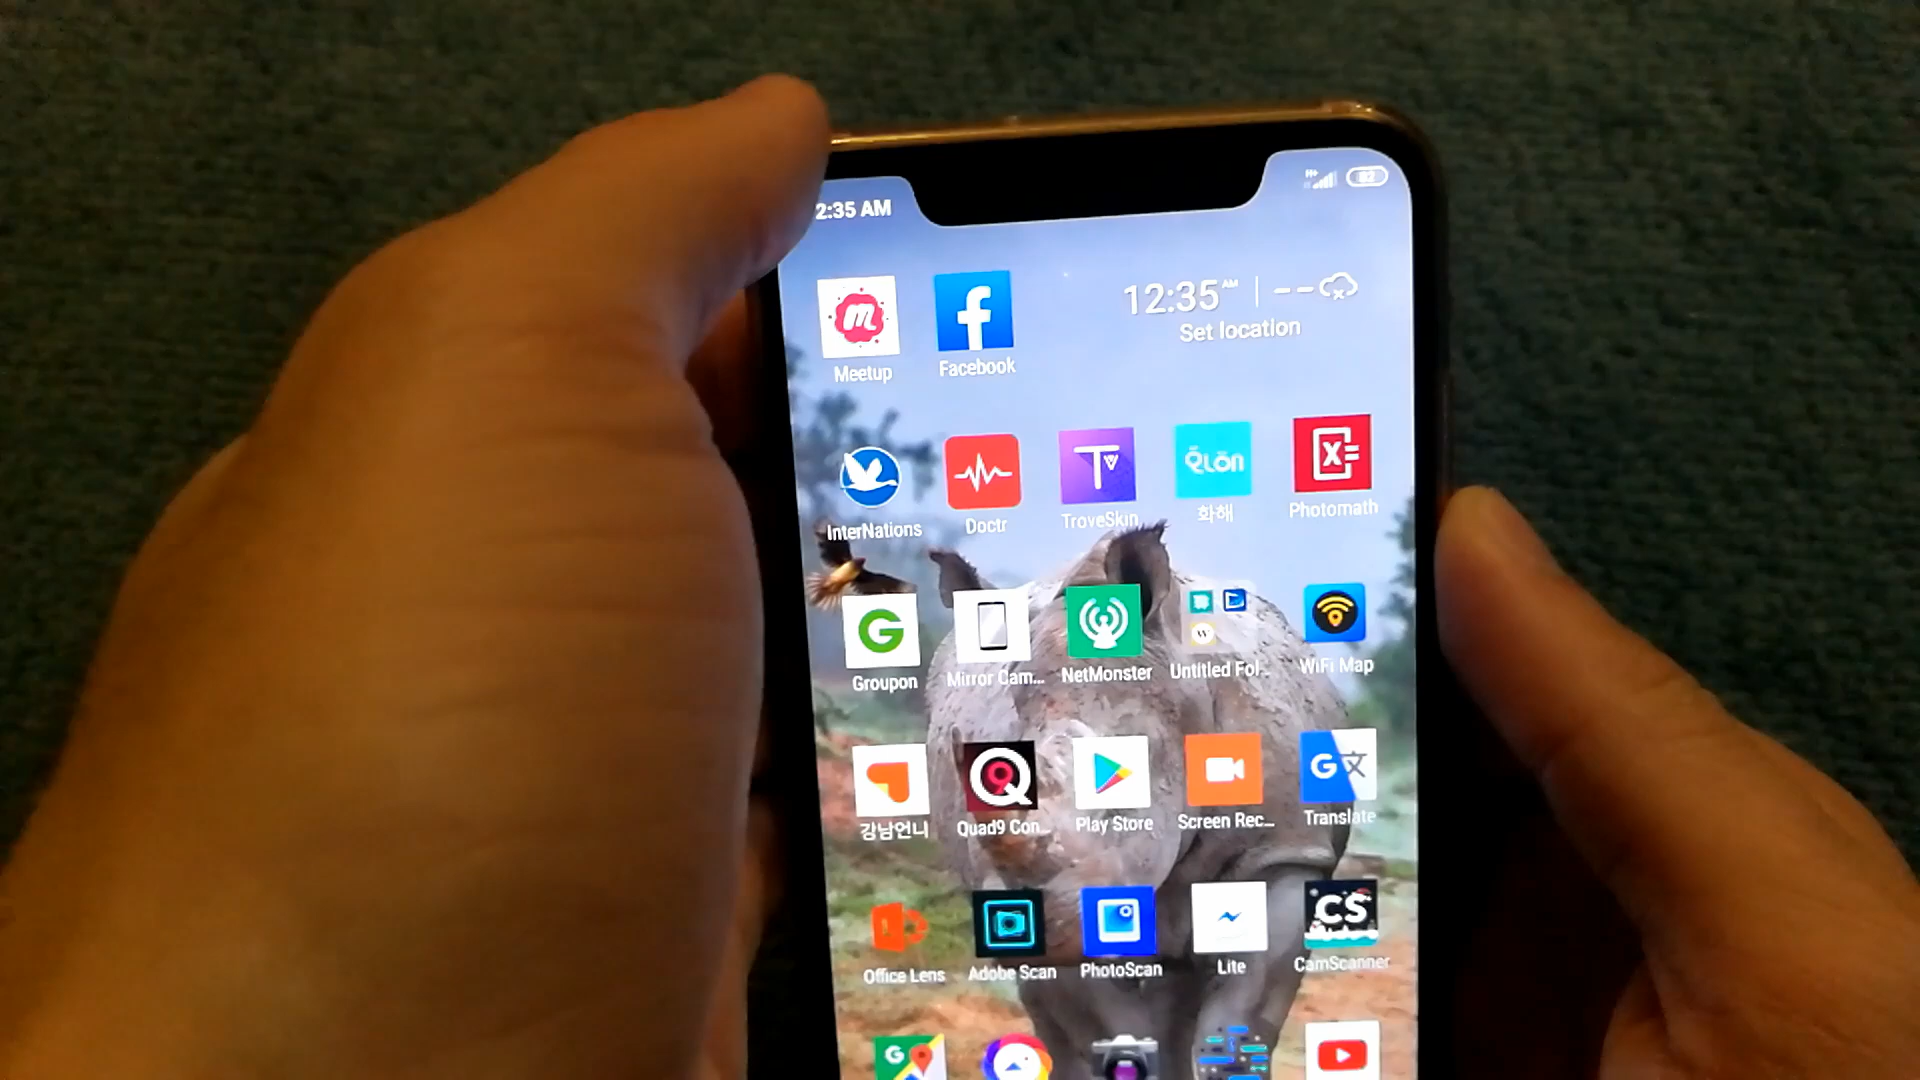 2:35 AM
H+
82
12:35 AM
Set location
Meetup
Facebook
InterNations
Doctr
TroveSkin
화해
Photomath
Groupon
Mirror Cam...
NetMonster
Untitled Fol...
WiFi Map
강남언니
Quad9 Con...
Play Store
Screen Rec...
Translate
CS
Office Lens
Adobe Scan
PhotoScan
Lite
CamScanner